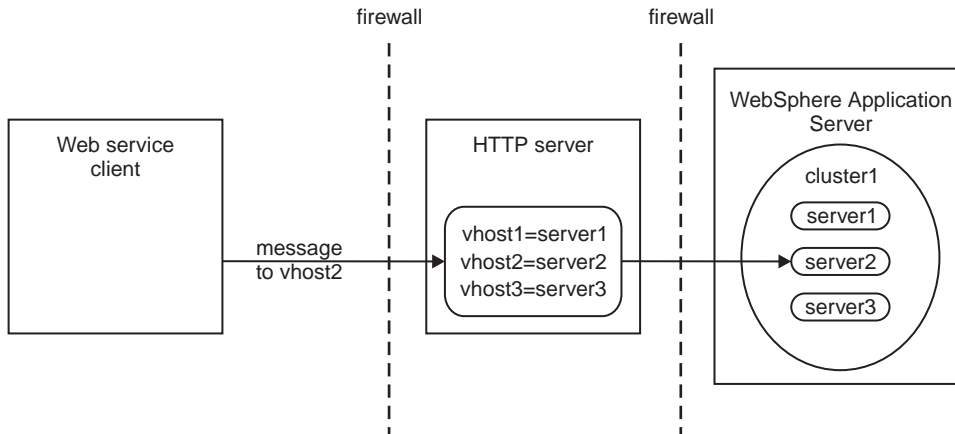 firewall
firewall
Web service
client
message
to vhost2
HTTP server
vhost1=server1
vhost2=server2
vhost3=server3
WebSphere Application
Server
cluster1
server1
server2
server3